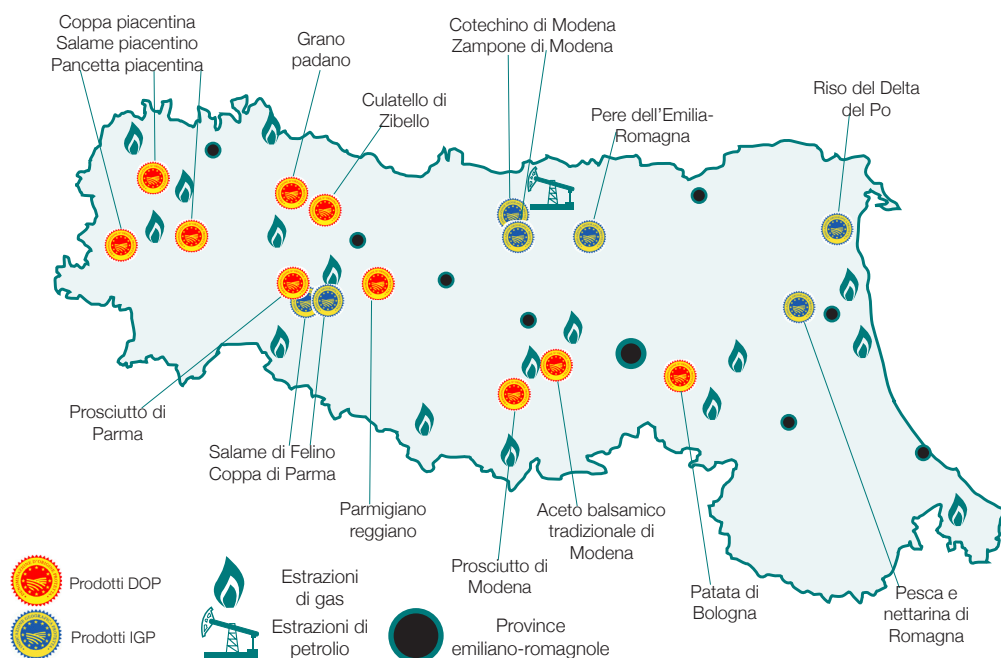 Coppa piacentina
Salame piacentino
Pancetta piacentina
Grano
padano
Culatello di
Zibello
Cotechino di Modena
Zampone di Modena
Pere dell'Emilia-
Romagna
Riso del Delta
del Po
Prosciutto di
Parma
Salame di Felino
Coppa di Parma
Parmigiano
reggiano
Prosciutto di
Modena
Aceto balsamico
tradizionale di
Modena
Patata di
Bologna
Pesca e
nettarina di
Romagna
Prodotti DOP
Prodotti IGP
Estrazioni
di gas
Estrazioni di
petrolio
Province
emiliano-romagnole